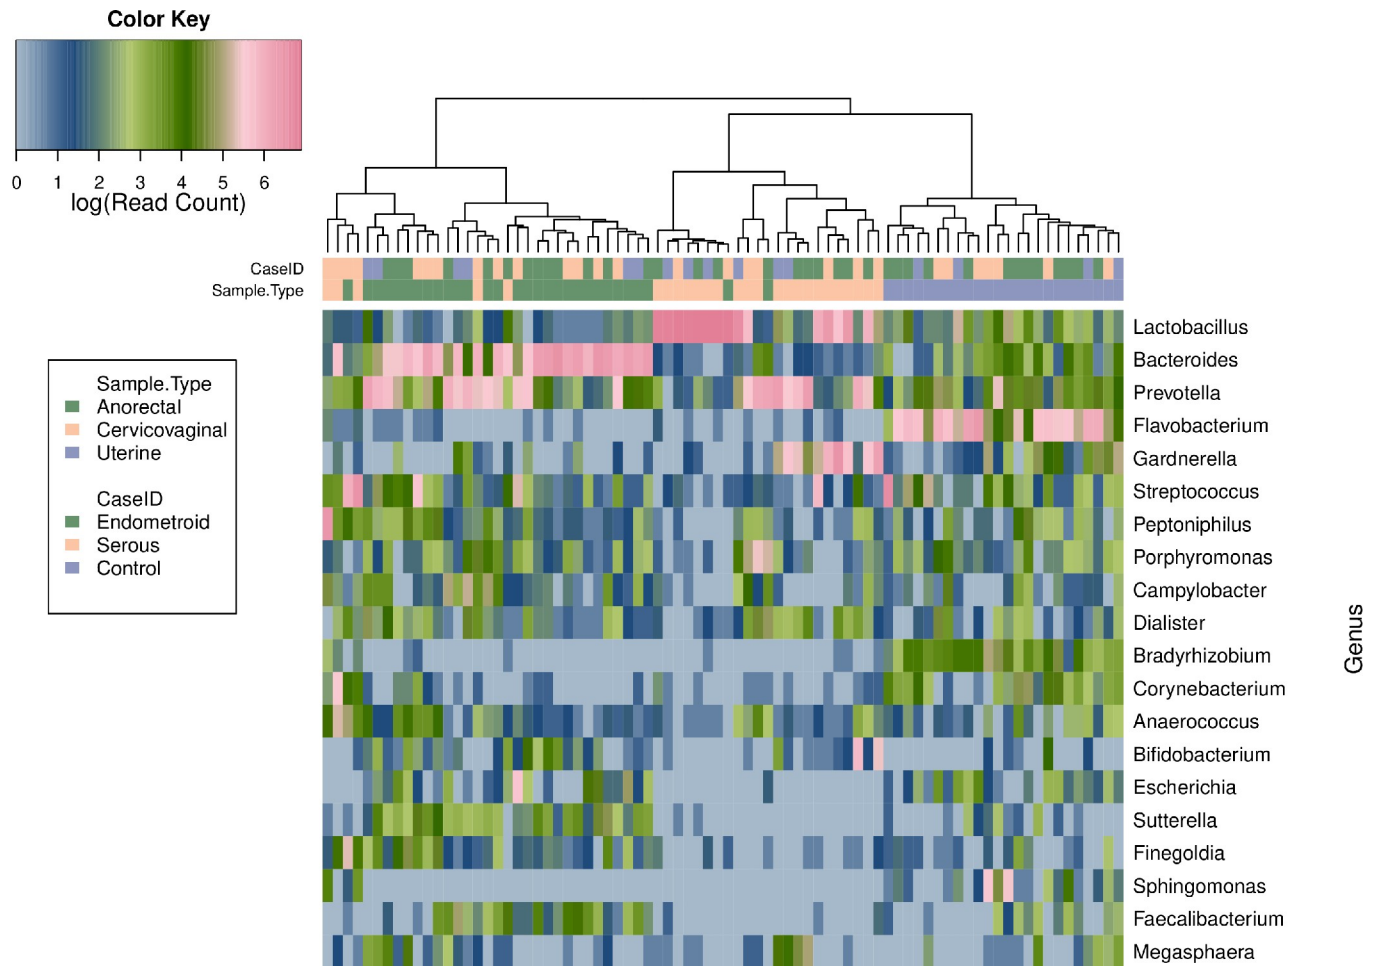 Color Key
0 1 2 3 4 5 6
log(Read Count)
CaseID
Sample.Type
Sample.Type
Anorectal
Cervicovaginal
Uterine
CaseID
Endometroid
Serous
Control
Lactobacillus
Bacteroides
Prevotella
Flavobacterium
Gardnerella
Streptococcus
Peptoniphilus
Porphyromonas
Campylobacter
Dialister
Bradyrhizobium
Corynebacterium
Anaerococcus
Bifidobacterium
Escherichia
Sutterella
Finegoldia
Sphingomonas
Faecalibacterium
Megasphaera
Genus